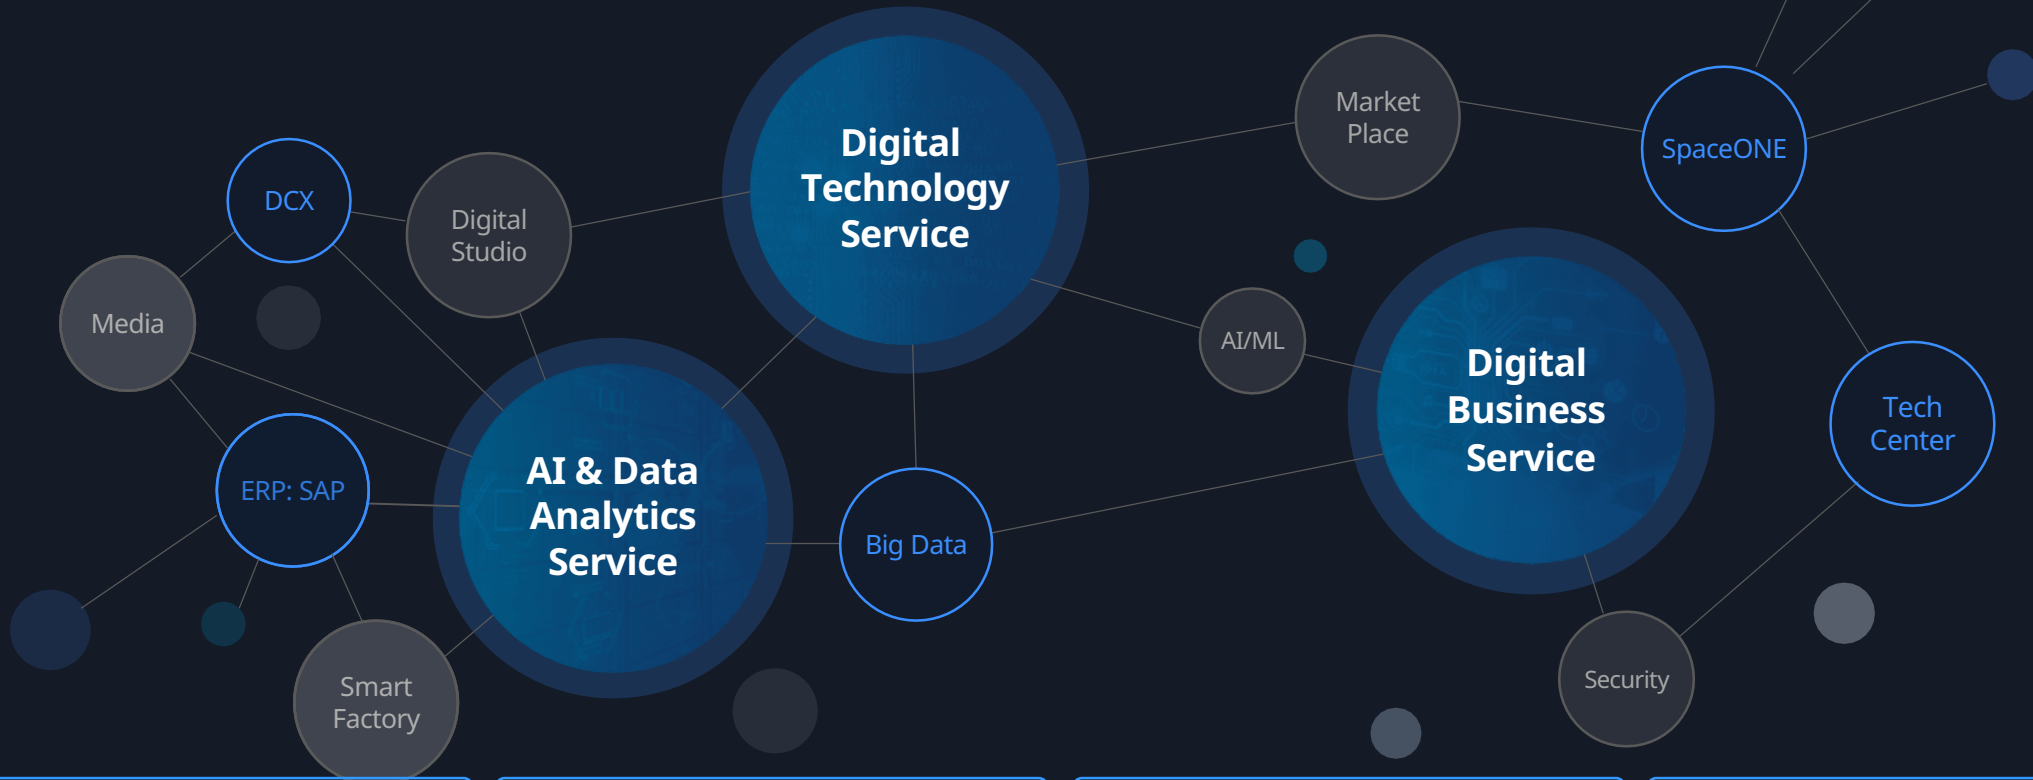 Digital
Technology
Service
Market
Place
SpaceONE
DCX
Digital
Studio
Media
AI/ML
Digital
Business
Service
Tech
Center
AI & Data
Analytics
Service
ERP: SAP
Big Data
Smart
Factory
Security